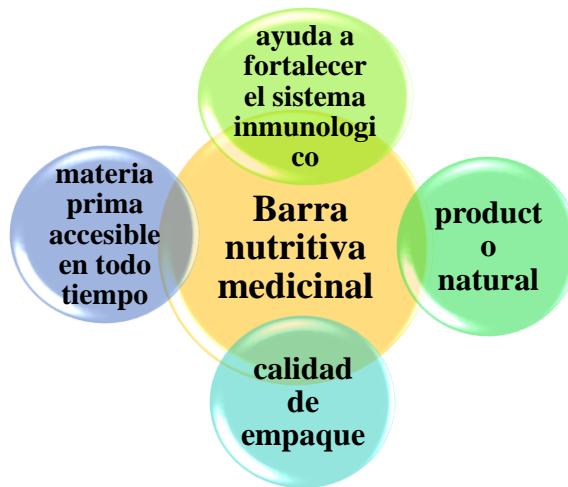 ayuda a
fortalecer
el sistema
inmunologi
co
materia
prima
accesible
en todo
tiempo
Barra
nutritiva
medicinal
product
o
natural
calidad
de
empaque